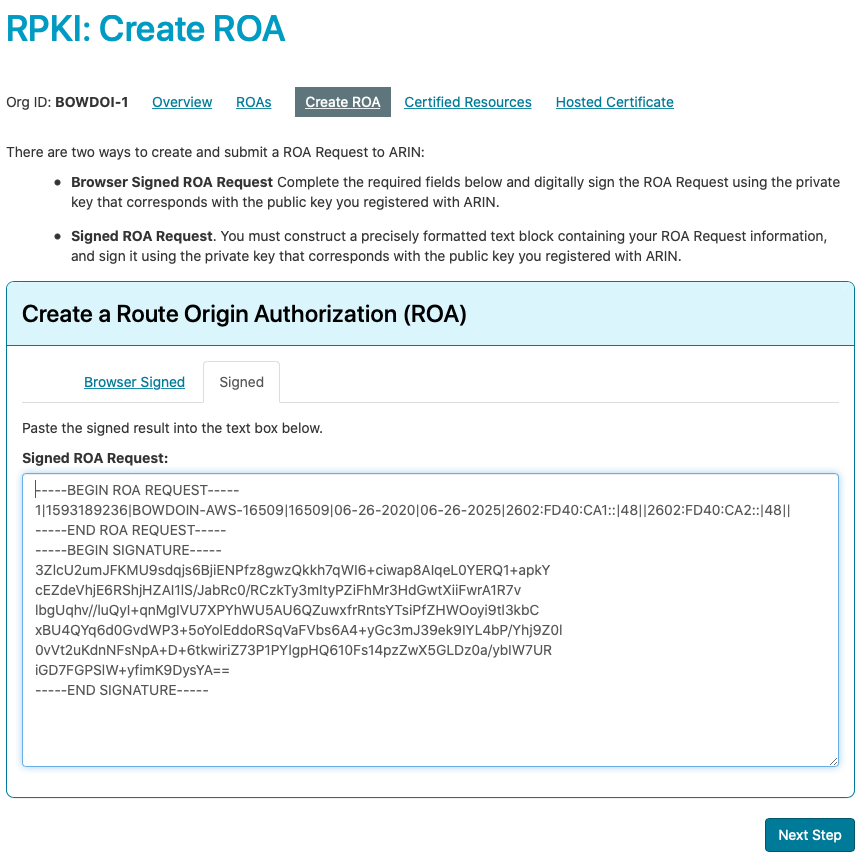 RPKI: Create ROA
Org ID: BOWDOI-1 Overview ROAs Create ROA Certified Resources Hosted Certificate
There are two ways to create and submit a ROA Request to ARIN:
• Browser Signed ROA Request Complete the required fields below and digitally sign the ROA Request using the private
key that corresponds with the public key you registered with ARIN.
• Signed ROA Request. You must construct a precisely formatted text block containing your ROA Request information,
and sign it using the private key that corresponds with the public key you registered with ARIN.
Create a Route Origin Authorization (ROA)
Browser Signed Signed
Paste the signed result into the text box below.
Signed ROA Request:
-----BEGIN ROA REQUEST-----
1|1593189236|BOWDOIN-AWS-16509|16509|06-26-2020|06-26-2025|2602:FD40:CA1::|48||2602:FD40:CA2::|48||
-----END ROA REQUEST-----
-----BEGIN SIGNATURE-----
3ZIcU2umJFKMU9sdqjs6BjiENPfz8gwzQkkh7qWI6+ciwap8AIqeL0YERQ1+apkY
cEZdeVhjE6RShjHZAI1lS/JabRc0/RCzkTy3mItyPZiFhMr3HdGwtXiiFwrA1R7v
lbgUqhv//luQyI+qnMgIVU7XPYhWU5AU6QZuwxfrRntsYTsiPfZHWOoyi9tl3kbC
xBU4QYq6d0GvdWP3+5oYolEddoRSqVaFVbs6A4+yGc3mJ39ek9IYL4bP/Yhj9Z0l
0vVt2uKdnNFsNpA+D+6tkwiriZ73P1PYlgpHQ610Fs14pzZwX5GLDz0a/yblW7UR
iGD7FGPSlW+yfimK9DysYA==
-----END SIGNATURE-----
Next Step